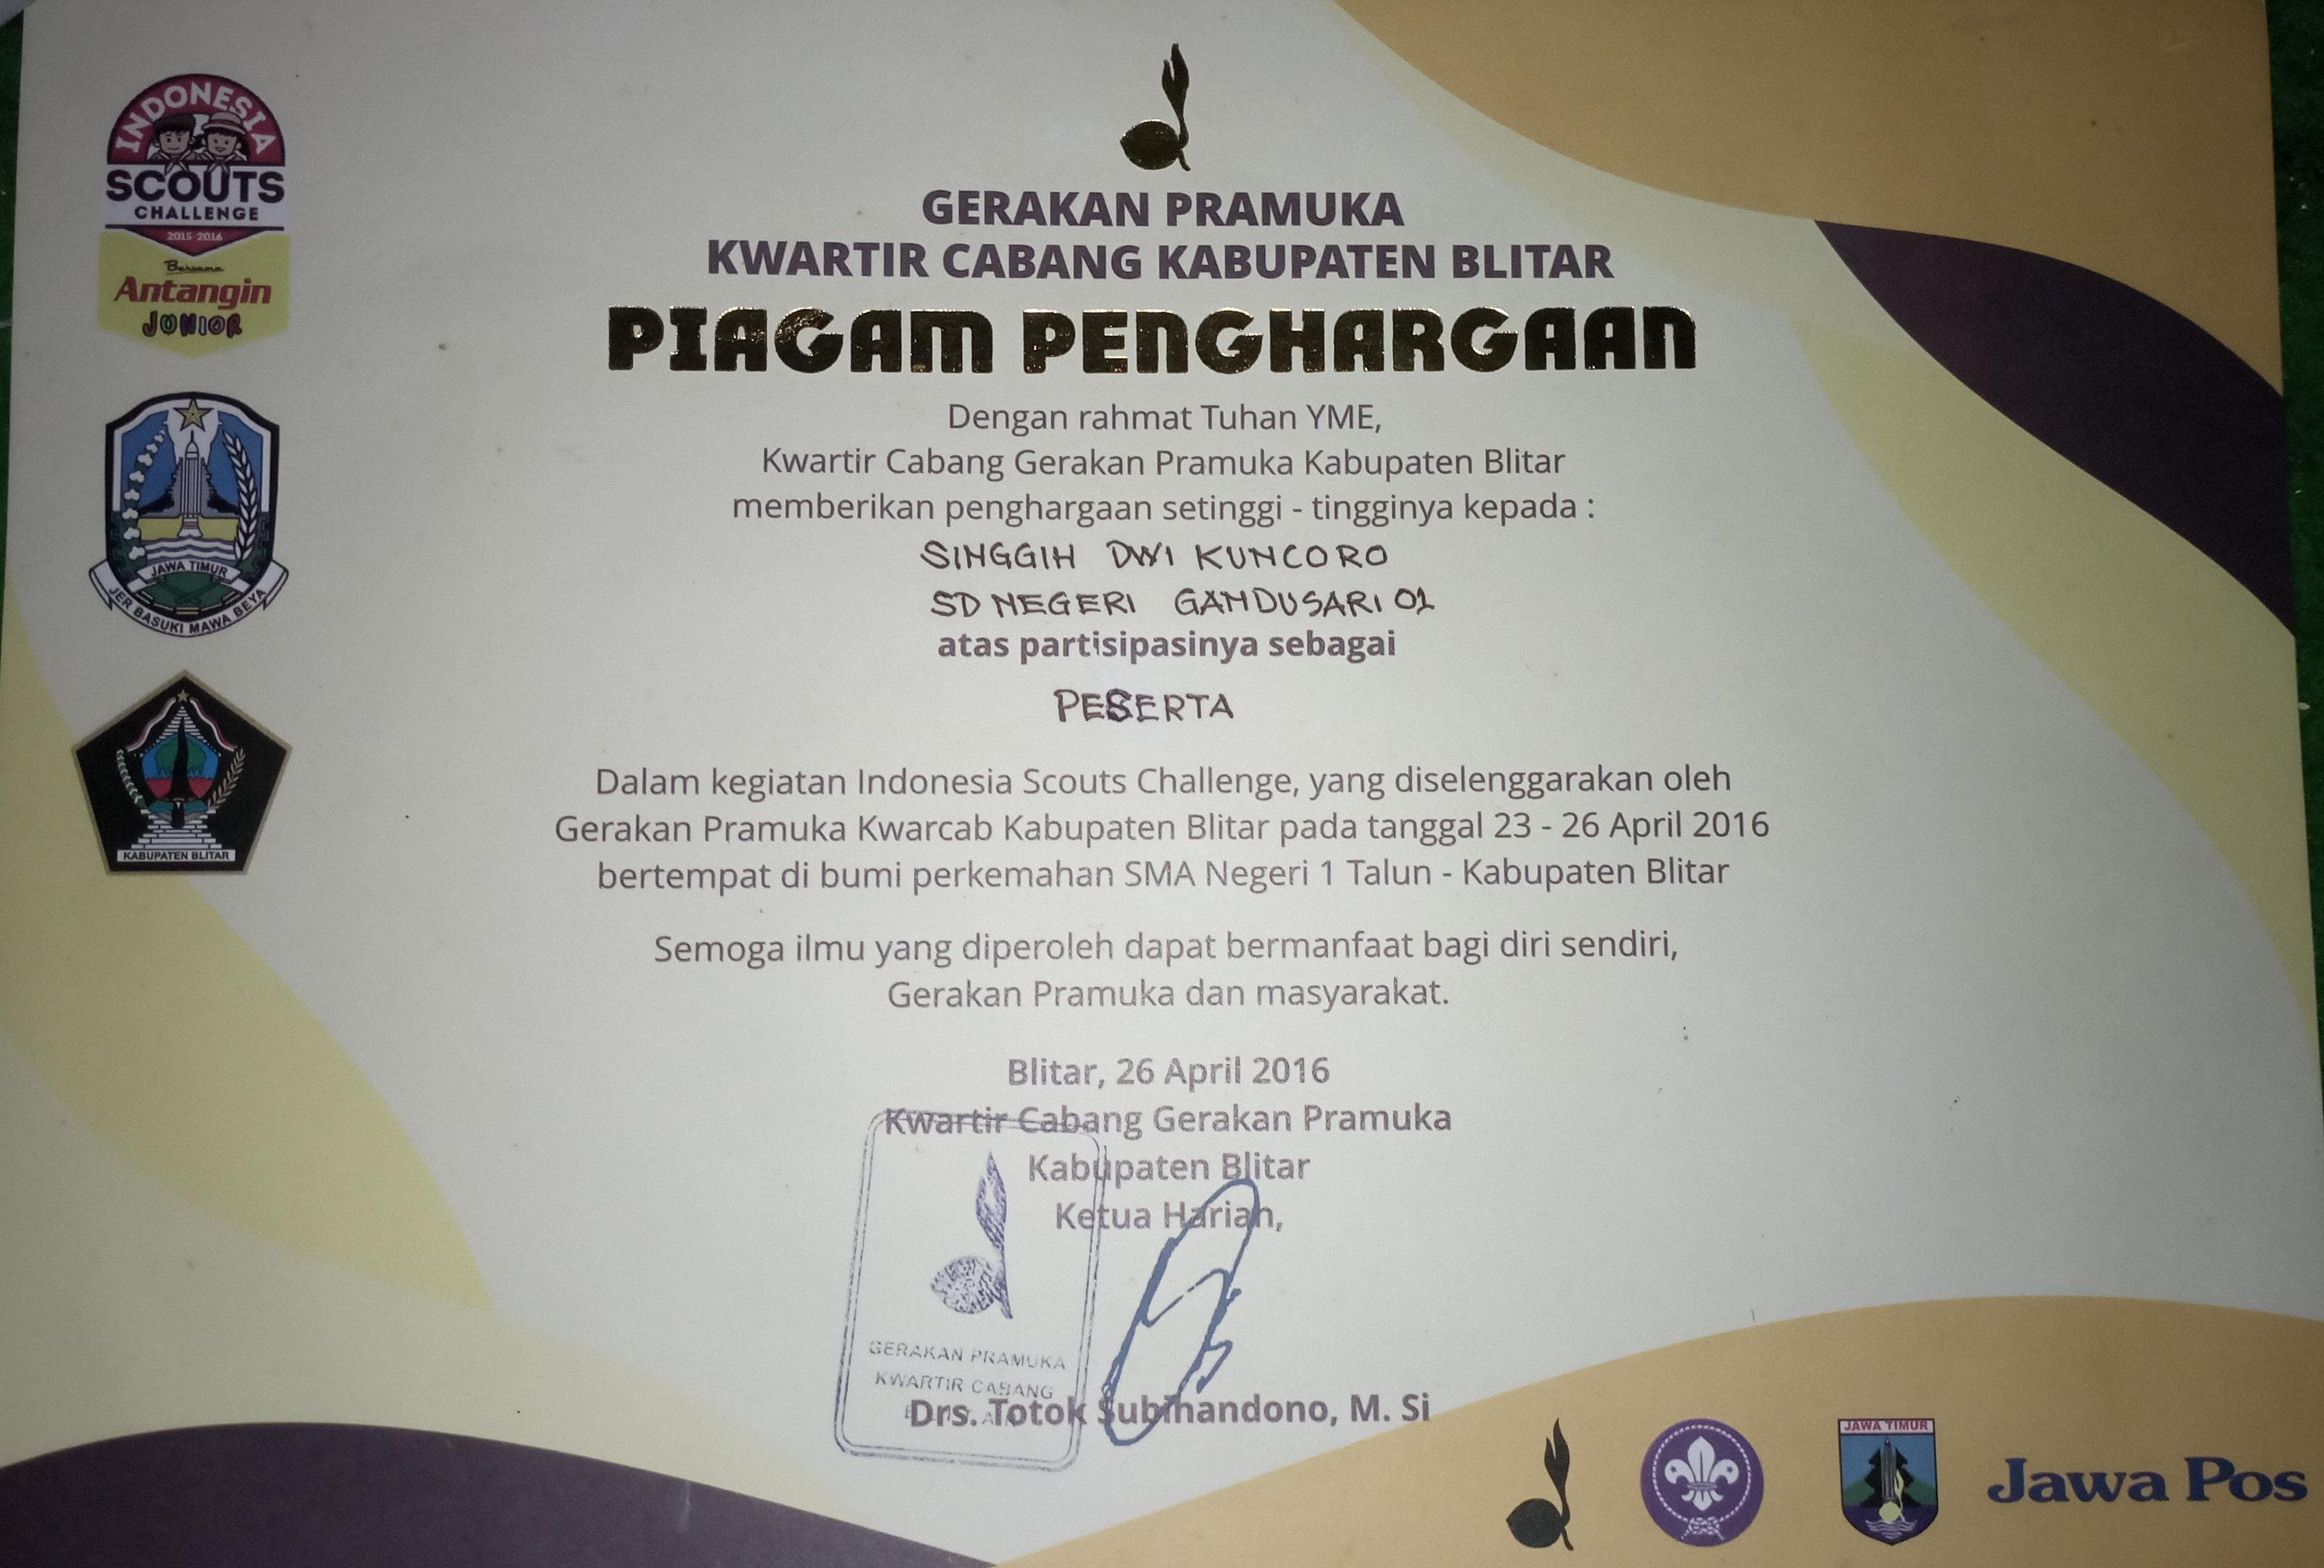 INDONESIA
SCOUTS
CHALLENGE
2015-2016
Bersama
Antangin
JUNIOR
JAWA TIMUR
JER BASUKI MAWA BEYA
KABUPATEN BLITAR
GERAKAN PRAMUKA
KWARTIR CABANG KABUPATEN BLITAR
PIAGAM PENGHARGAAN
Dengan rahmat Tuhan YME,
Kwartir Cabang Gerakan Pramuka Kabupaten Blitar
memberikan penghargaan setinggi - tingginya kepada :
SINGGIH DWI KUNCORO
SD NEGERI GANDUSARI 01
atas partisipasinya sebagai
PESERTA
Dalam kegiatan Indonesia Scouts Challenge, yang diselenggarakan oleh
Gerakan Pramuka Kwarcab Kabupaten Blitar pada tanggal 23 - 26 April 2016
bertempat di bumi perkemahan SMA Negeri 1 Talun - Kabupaten Blitar
Semoga ilmu yang diperoleh dapat bermanfaat bagi diri sendiri,
Gerakan Pramuka dan masyarakat.
Blitar, 26 April 2016
Kwartir Cabang Gerakan Pramuka
Kabupaten Blitar
Ketua Harian,
GERAKAN PRAMUKA
KWARTIR CABANG
Drs. Totok Subihandono, M. Si
JAWA TIMUR
Jawa Pos